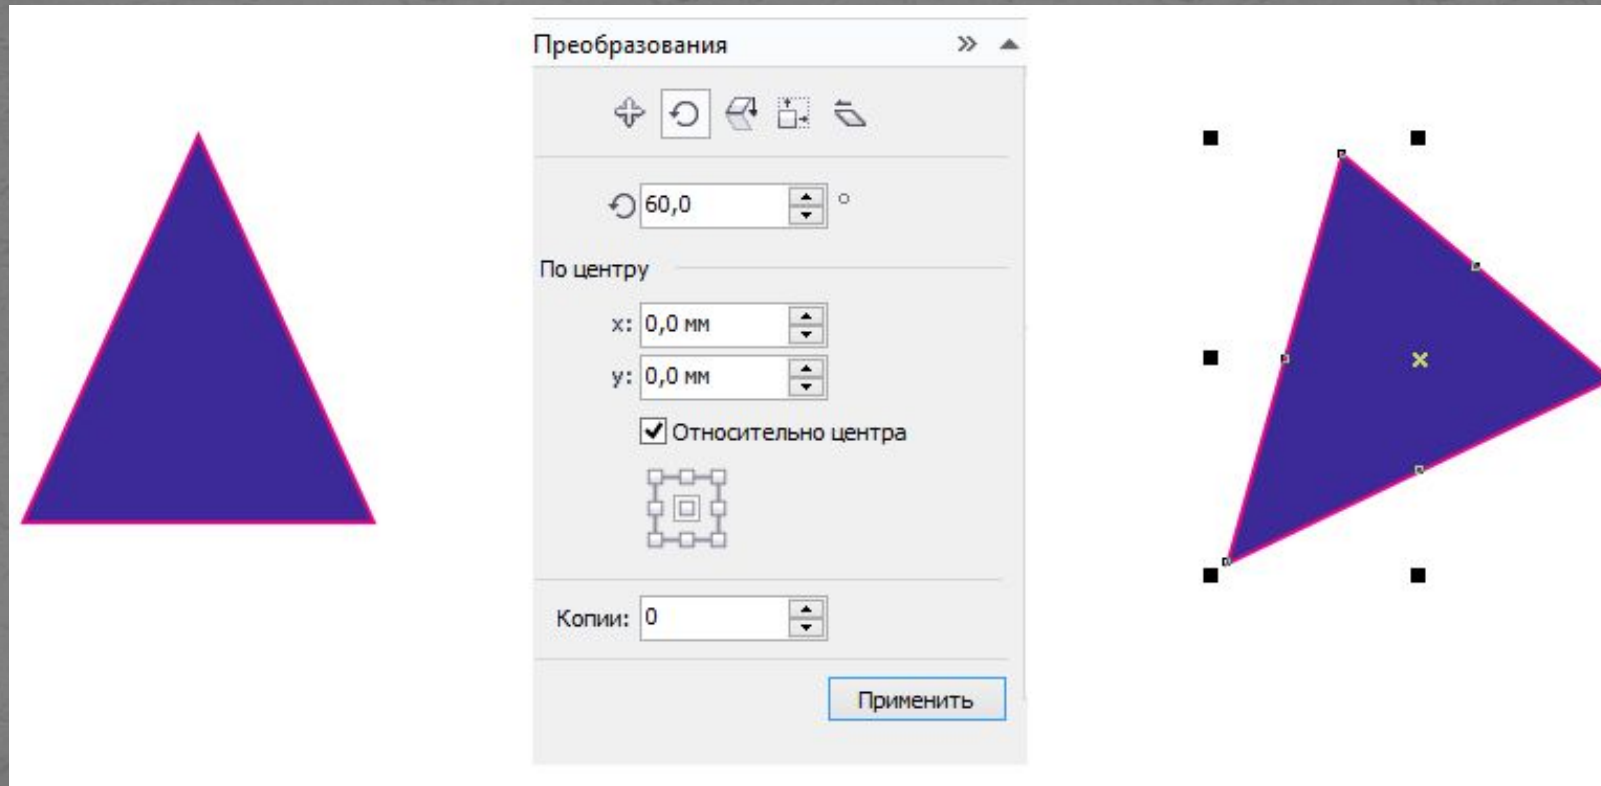 Преобразования
60,0 °
По центру
x: 0,0 мм
y: 0,0 мм
Относительно центра
Копии: 0
Применить